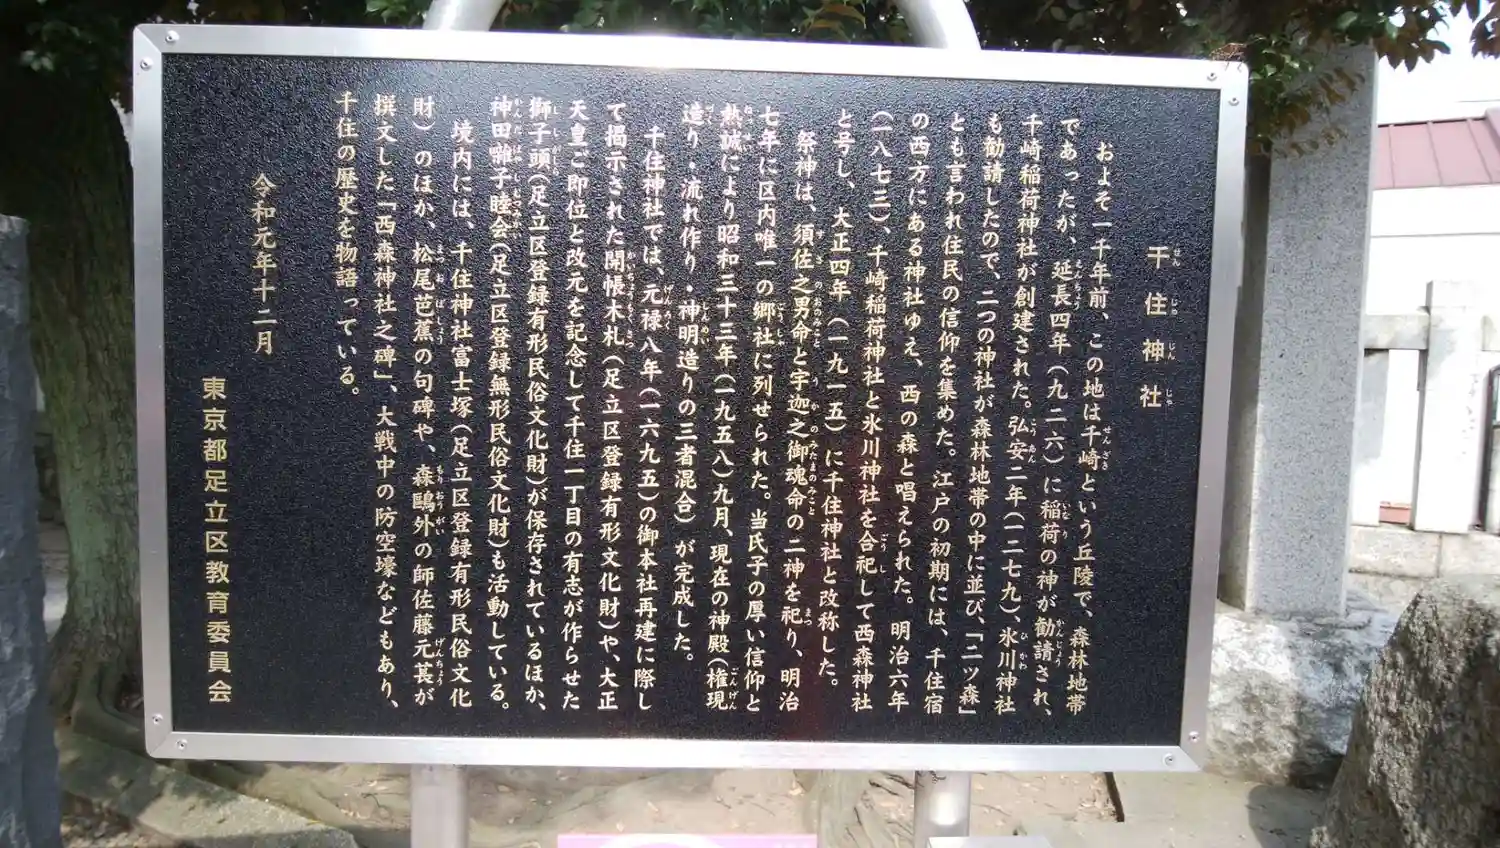 千住神社
およそ一千年前、この地は千崎という丘陵で、森林地帯
であったが、延長四年（九二六）に稲荷の神が勧請され、
千崎稲荷神社が創建された。弘安二年（一二七九）、氷川神社
も勧請したので、二つの神社が森林地帯の中に並び、「二ツ森」
とも言われ住民の信仰を集めた。江戸の初期には、千住宿
の西方にある神社ゆえ、西の森と唱えられた。明治六年
（一八七三）、千崎稲荷神社と氷川神社を合祀して西森神社
と号し、大正四年（一九一五）に千住神社と改称した。
祭神は、須佐之男命と宇迦之御魂命の二神を祀り、明治
七年に区内唯一の郷社に列せられた。当氏子の厚い信仰と
熱誠により昭和三十三年（一九五八）九月、現在の神殿（権現
造り・流れ作り・神明造りの三者混合）が完成した。
千住神社では、元禄八年（一六九五）の御本社再建に際し
て掲示された開帳木札（足立区登録有形文化財）や、大正
天皇ご即位と改元を記念して千住一丁目の有志が作らせた
獅子頭（足立区登録有形民俗文化財）が保存されているほか、
神田囃子睦会（足立区登録無形民俗文化財）も活動している。
境内には、千住神社富士塚（足立区登録有形民俗文化
財）のほか、松尾芭蕉の句碑や、森鷗外の師佐藤元萇が
撰文した「西森神社之碑」、大戦中の防空壕などもあり、
千住の歴史を物語っている。
令和元年十二月
東京都足立区教育委員会